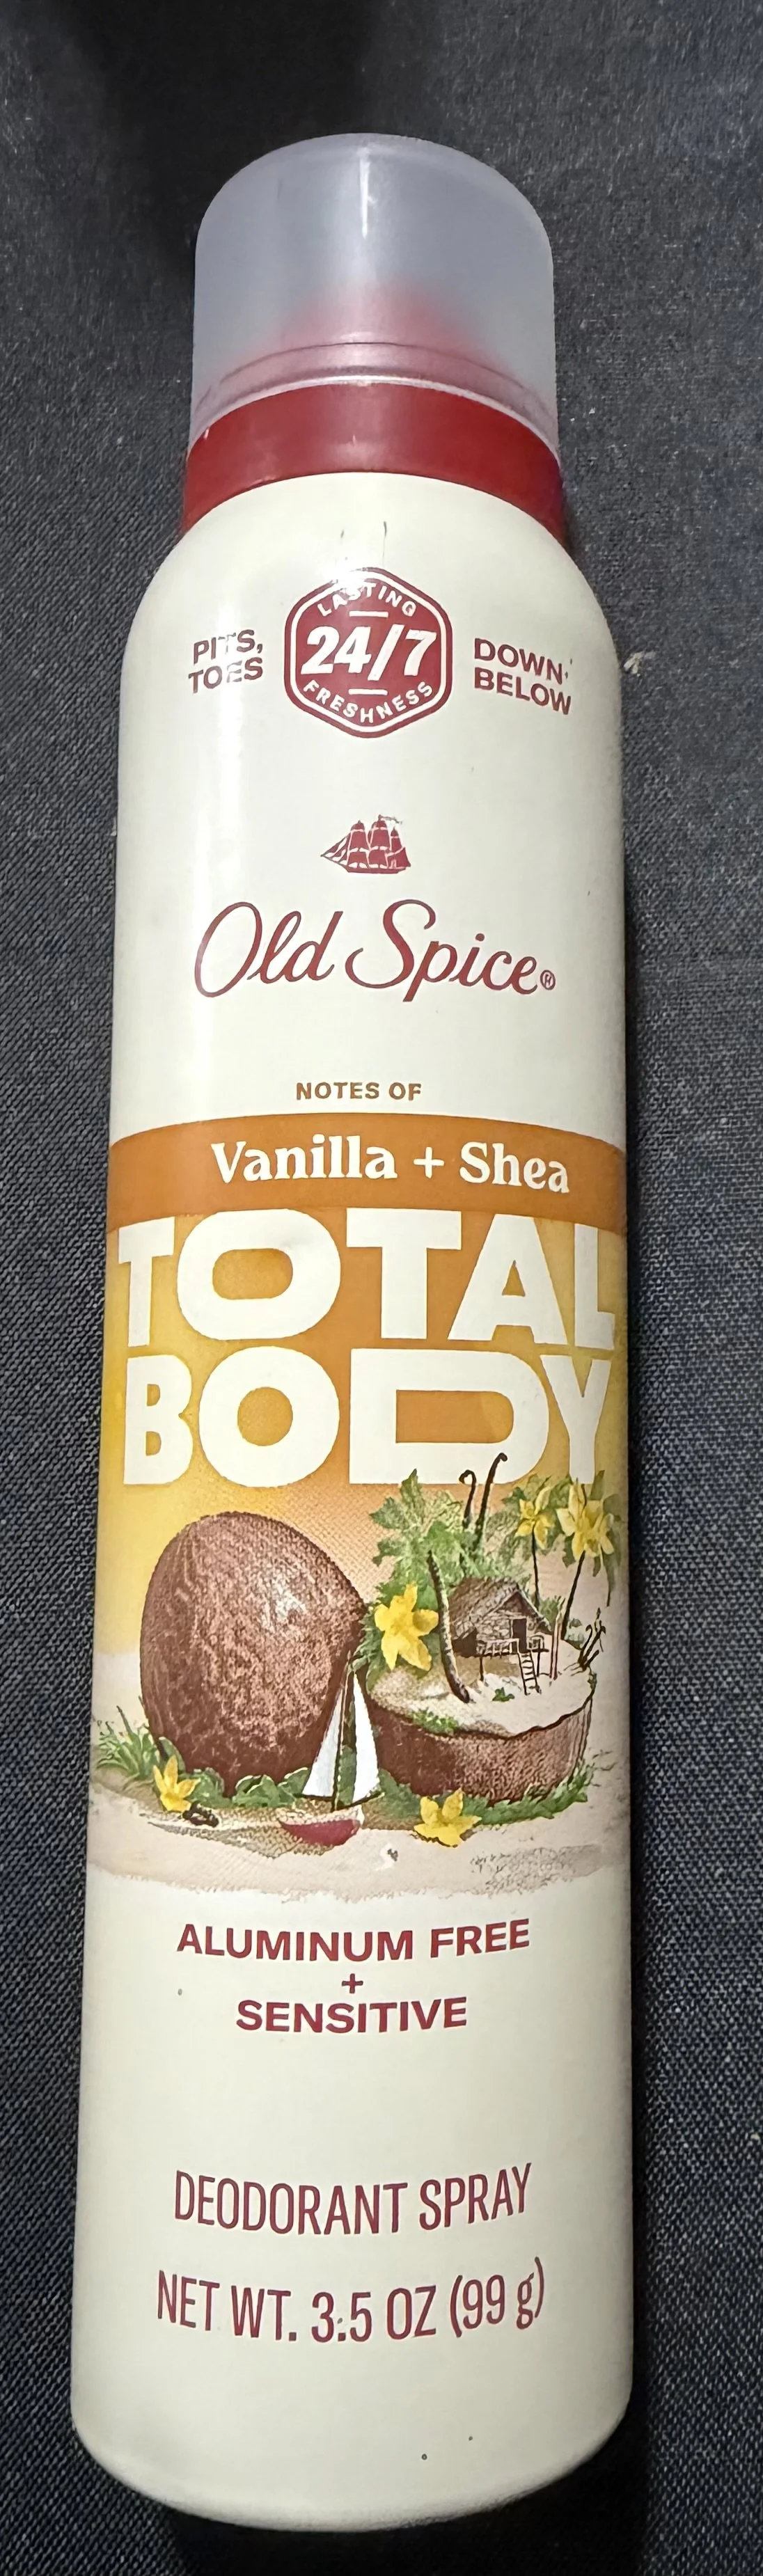 LASTING
PITS,
TOES
24/7
DOWN
BELOW
FRESHNESS
Old Spice®
NOTES OF
Vanilla + Shea
TOTAL
BODY
ALUMINUM FREE
+
SENSITIVE
DEODORANT SPRAY
NET WT. 3.5 OZ (99 g)